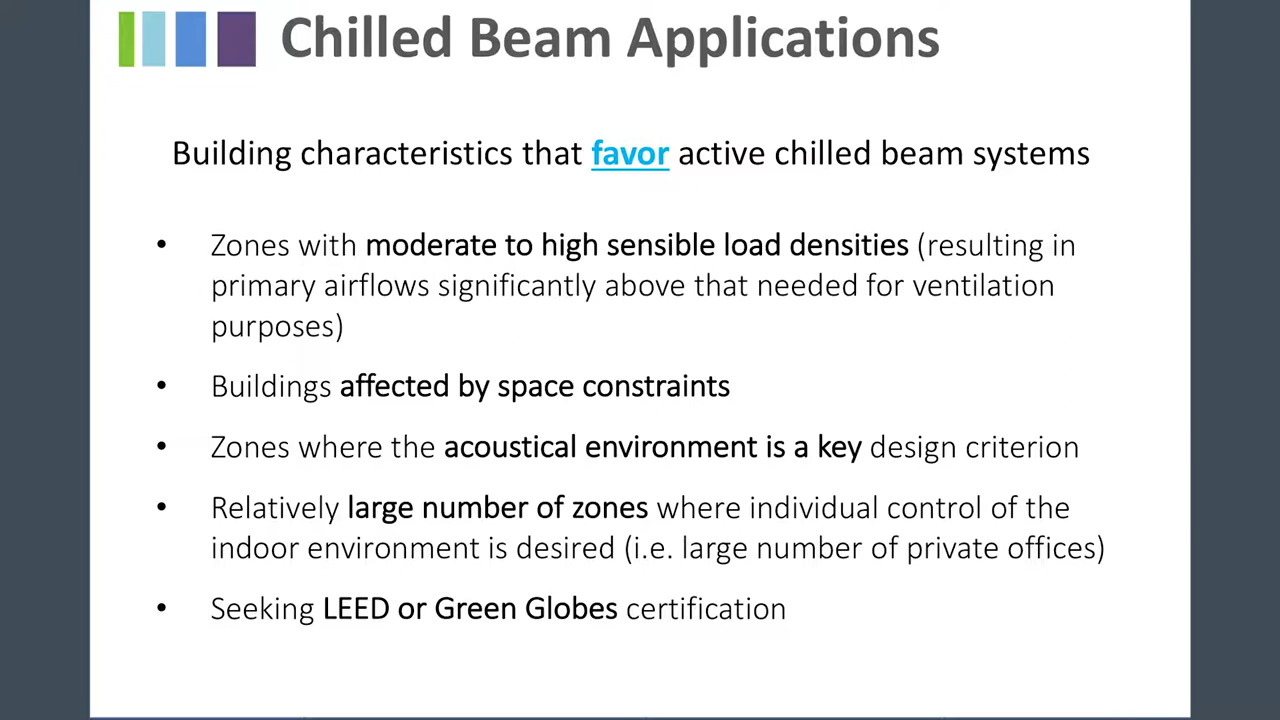 Chilled Beam Applications
Building characteristics that favor active chilled beam systems
• Zones with moderate to high sensible load densities (resulting in
primary airflows significantly above that needed for ventilation
purposes)
• Buildings affected by space constraints
• Zones where the acoustical environment is a key design criterion
• Relatively large number of zones where individual control of the
indoor environment is desired (i.e. large number of private offices)
• Seeking LEED or Green Globes certification